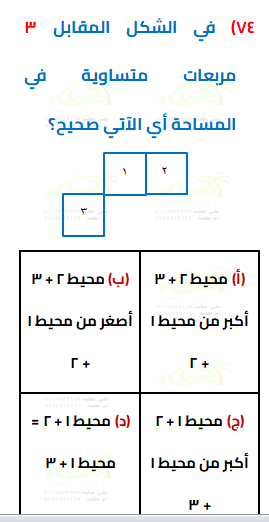 ٧٤) في الشكل المقابل ٣
مربعات متساوية في
المساحة أي الآتي صحيح؟
١ ٢
٣
(أ) محيط ٢ + ٣
أكبر من محيط ١
+ ٢
(ب) محيط ٢ + ٣
أصغر من محيط ١
+ ٢
(ج) محيط ١ + ٢
أكبر من محيط ١
+ ٣
(د) محيط ١ + ٢ =
محيط ١ + ٣